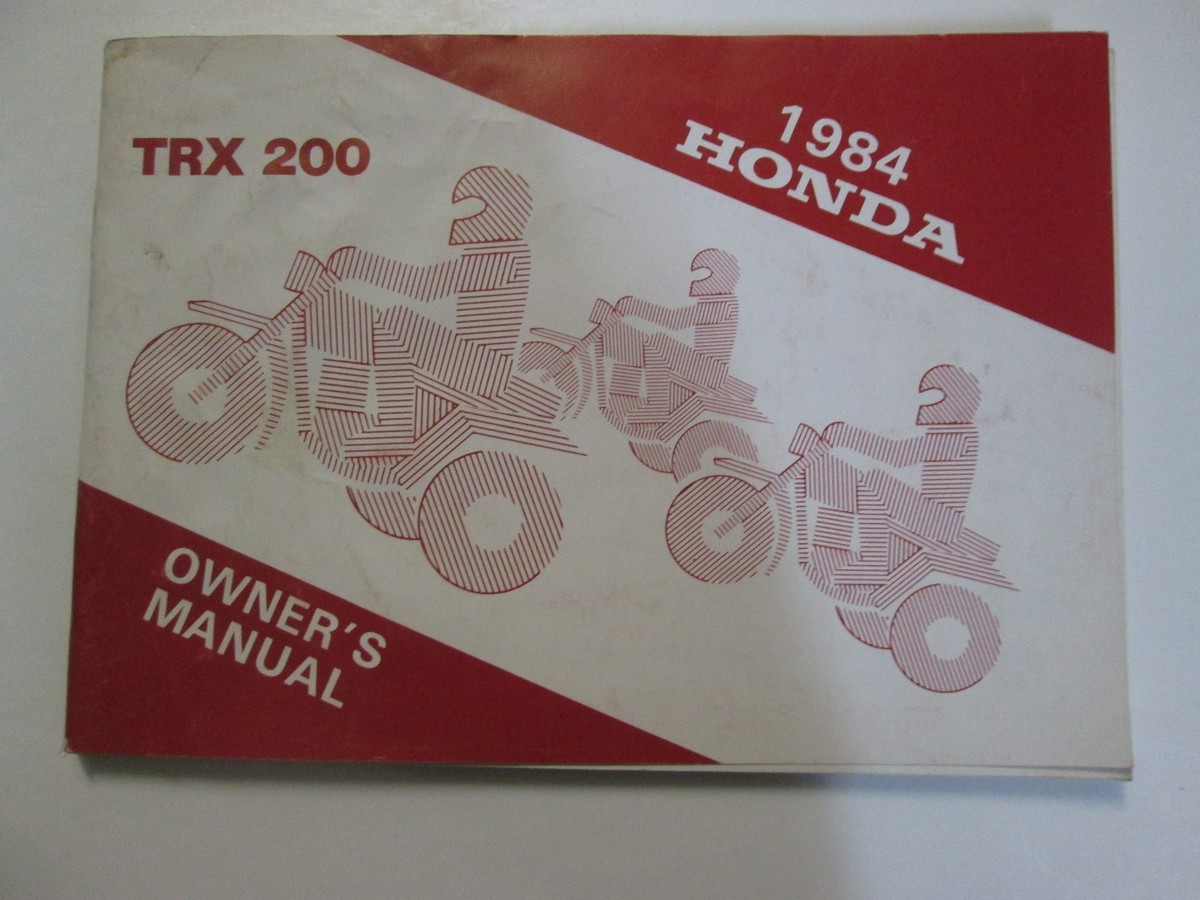 TRX 200
1984
HONDA
OWNER'S
MANUAL